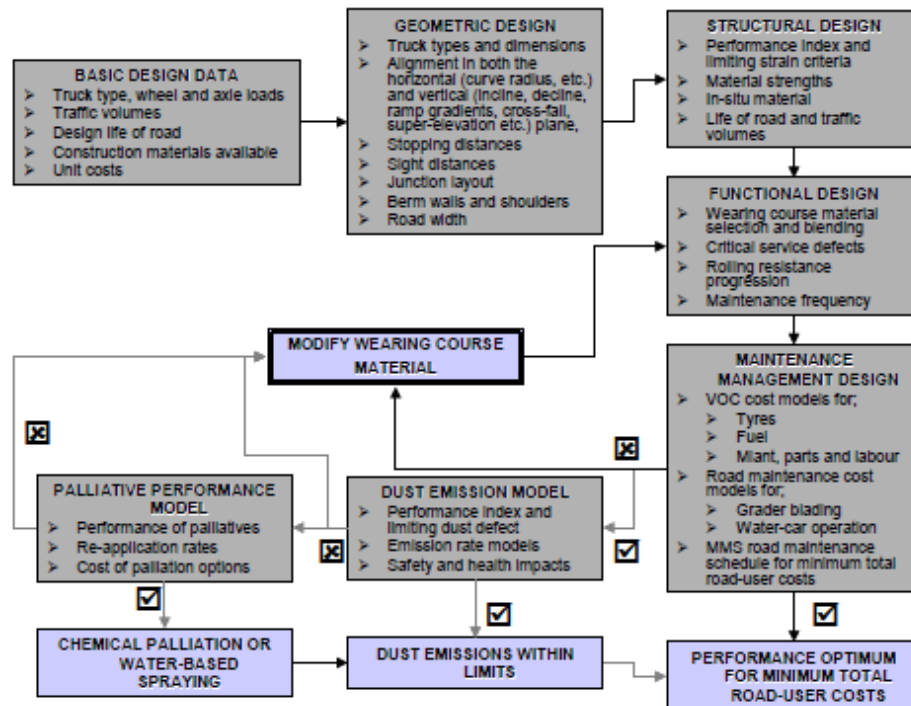 BASIC DESIGN DATA
➢ Truck type, wheel and axle loads
➢ Traffic volumes
➢ Design life of road
➢ Construction materials available
➢ Unit costs
GEOMETRIC DESIGN
➢ Truck types and dimensions
➢ Alignment in both the
horizontal (curve radius, etc.)
and vertical (incline, decline,
ramp gradients, cross-fall,
super-elevation etc.) plane,
➢ Stopping distances
➢ Sight distances
➢ Junction layout
➢ Berm walls and shoulders
➢ Road width
STRUCTURAL DESIGN
➢ Performance index and
limiting strain criteria
➢ Material strengths
➢ In-situ material
➢ Life of road and traffic
volumes
FUNCTIONAL DESIGN
➢ Wearing course material
selection and blending
➢ Critical service defects
➢ Rolling resistance
progression
➢ Maintenance frequency
MODIFY WEARING COURSE
MATERIAL
MAINTENANCE
MANAGEMENT DESIGN
➢ VOC cost models for;
➢ Tyres
➢ Fuel
➢ Mlant, parts and labour
➢ Road maintenance cost
models for;
➢ Grader blading
➢ Water-car operation
➢ MMS road maintenance
schedule for minimum total
road-user costs
PALLIATIVE PERFORMANCE
MODEL
➢ Performance of palliatives
➢ Re-application rates
➢ Cost of palliation options
DUST EMISSION MODEL
➢ Performance index and
limiting dust defect
➢ Emission rate models
➢ Safety and health impacts
CHEMICAL PALLIATION OR
WATER-BASED
SPRAYING
DUST EMISSIONS WITHIN
LIMITS
PERFORMANCE OPTIMUM
FOR MINIMUM TOTAL
ROAD-USER COSTS